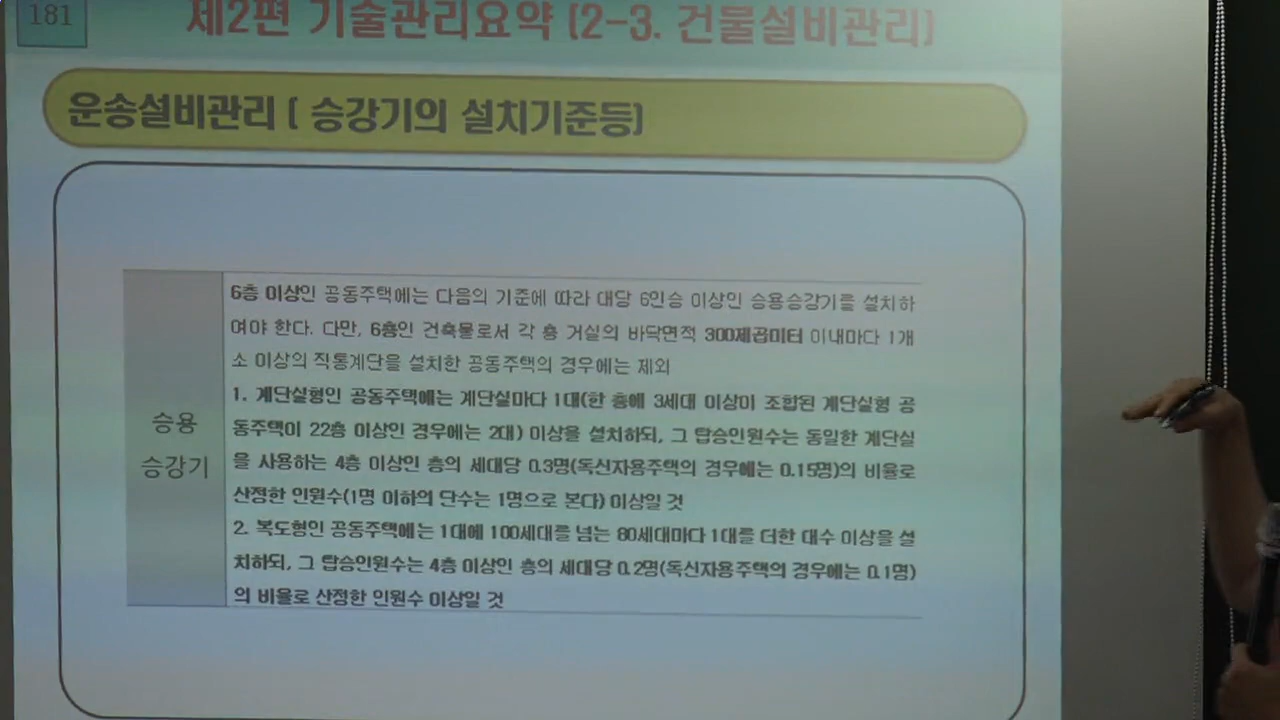 181
제2편 기술관리요약 (2-3. 건물설비관리)
운송설비관리 ( 승강기의 설치기준등)
승용
승강기
6층 이상인 공동주택에는 다음의 기준에 따라 대당 6인승 이상인 승용승강기를 설치하
여야 한다. 다만, 6층인 건축물로서 각 층 거실의 바닥면적 300제곱미터 이내마다 1개
소 이상의 직통계단을 설치한 공동주택의 경우에는 제외
1. 계단실형인 공동주택에는 계단실마다 1대(한 층에 3세대 이상이 조합된 계단실형 공
동주택이 22층 이상인 경우에는 2대) 이상을 설치하되, 그 탑승인원수는 동일한 계단실
을 사용하는 4층 이상인 층의 세대당 0.3명(독신자용주택의 경우에는 0.15명)의 비율로
산정한 인원수(1명 이하의 단수는 1명으로 본다) 이상일 것
2. 복도형인 공동주택에는 1대에 100세대를 넘는 80세대마다 1대를 더한 대수 이상을 설
치하되, 그 탑승인원수는 4층 이상인 층의 세대당 0.2명(독신자용주택의 경우에는 0.1명)
의 비율로 산정한 인원수 이상일 것